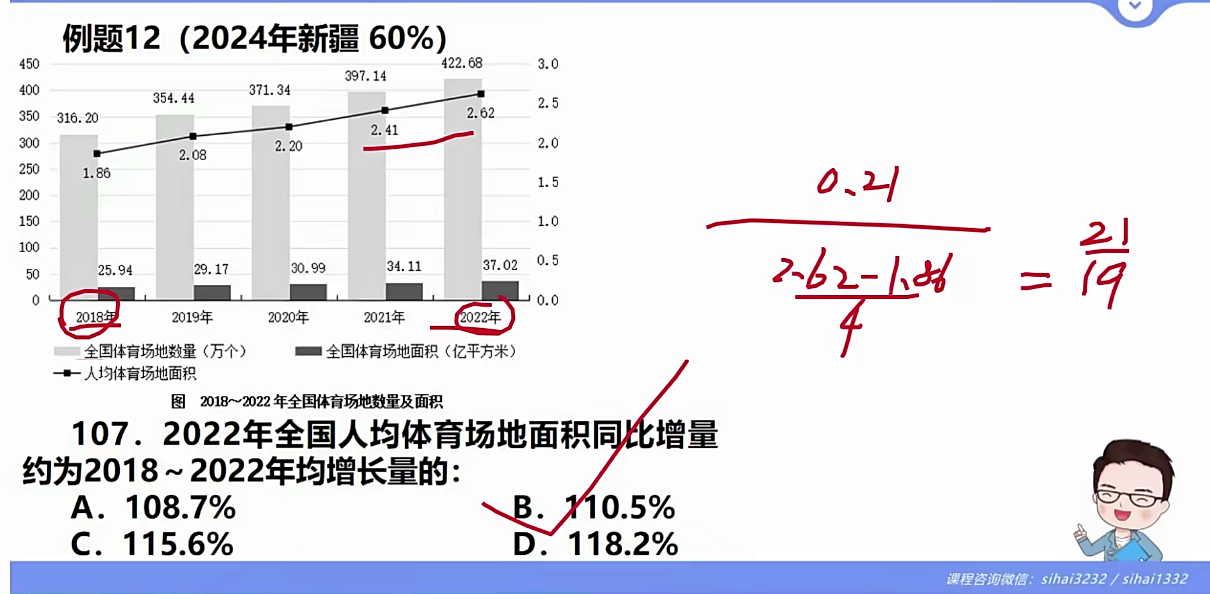 例题12（2024年新疆 60%）
450 3.0
422.68
400 397.14
371.34 2.5
350 354.44
316.20 2.62
300 2.41 2.0
2.20
250 2.08
1.86 1.5
200
150 1.0
100
50 25.94 29.17 30.99 34.11 37.02 0.5
0 0.0
2018年 2019年 2020年 2021年 2022年
全国体育场地数量（万个） 全国体育场地面积（亿平方米）
人均体育场地面积
图 2018～2022 年全国体育场地数量及面积
0.21
2.62-1.86
4
= 21
19
107．2022年全国人均体育场地面积同比增量
约为2018～2022年均增长量的：
A．108.7% B．110.5%
C．115.6% D．118.2%
课程咨询微信：sihai3232 / sihai1332